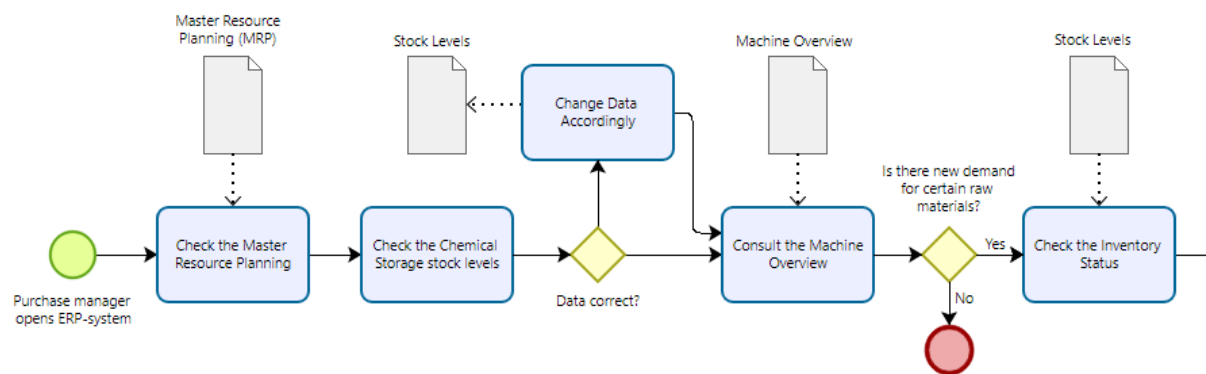 Master Resource
Planning (MRP)
Stock Levels
Machine Overview
Stock Levels
Change Data
Accordingly
Is there new demand
for certain raw
materials?
Check the Master
Resource Planning
Check the Chemical
Storage stock levels
Consult the Machine
Overview
Yes
Check the Inventory
Status
Purchase manager
opens ERP-system
Data correct?
No